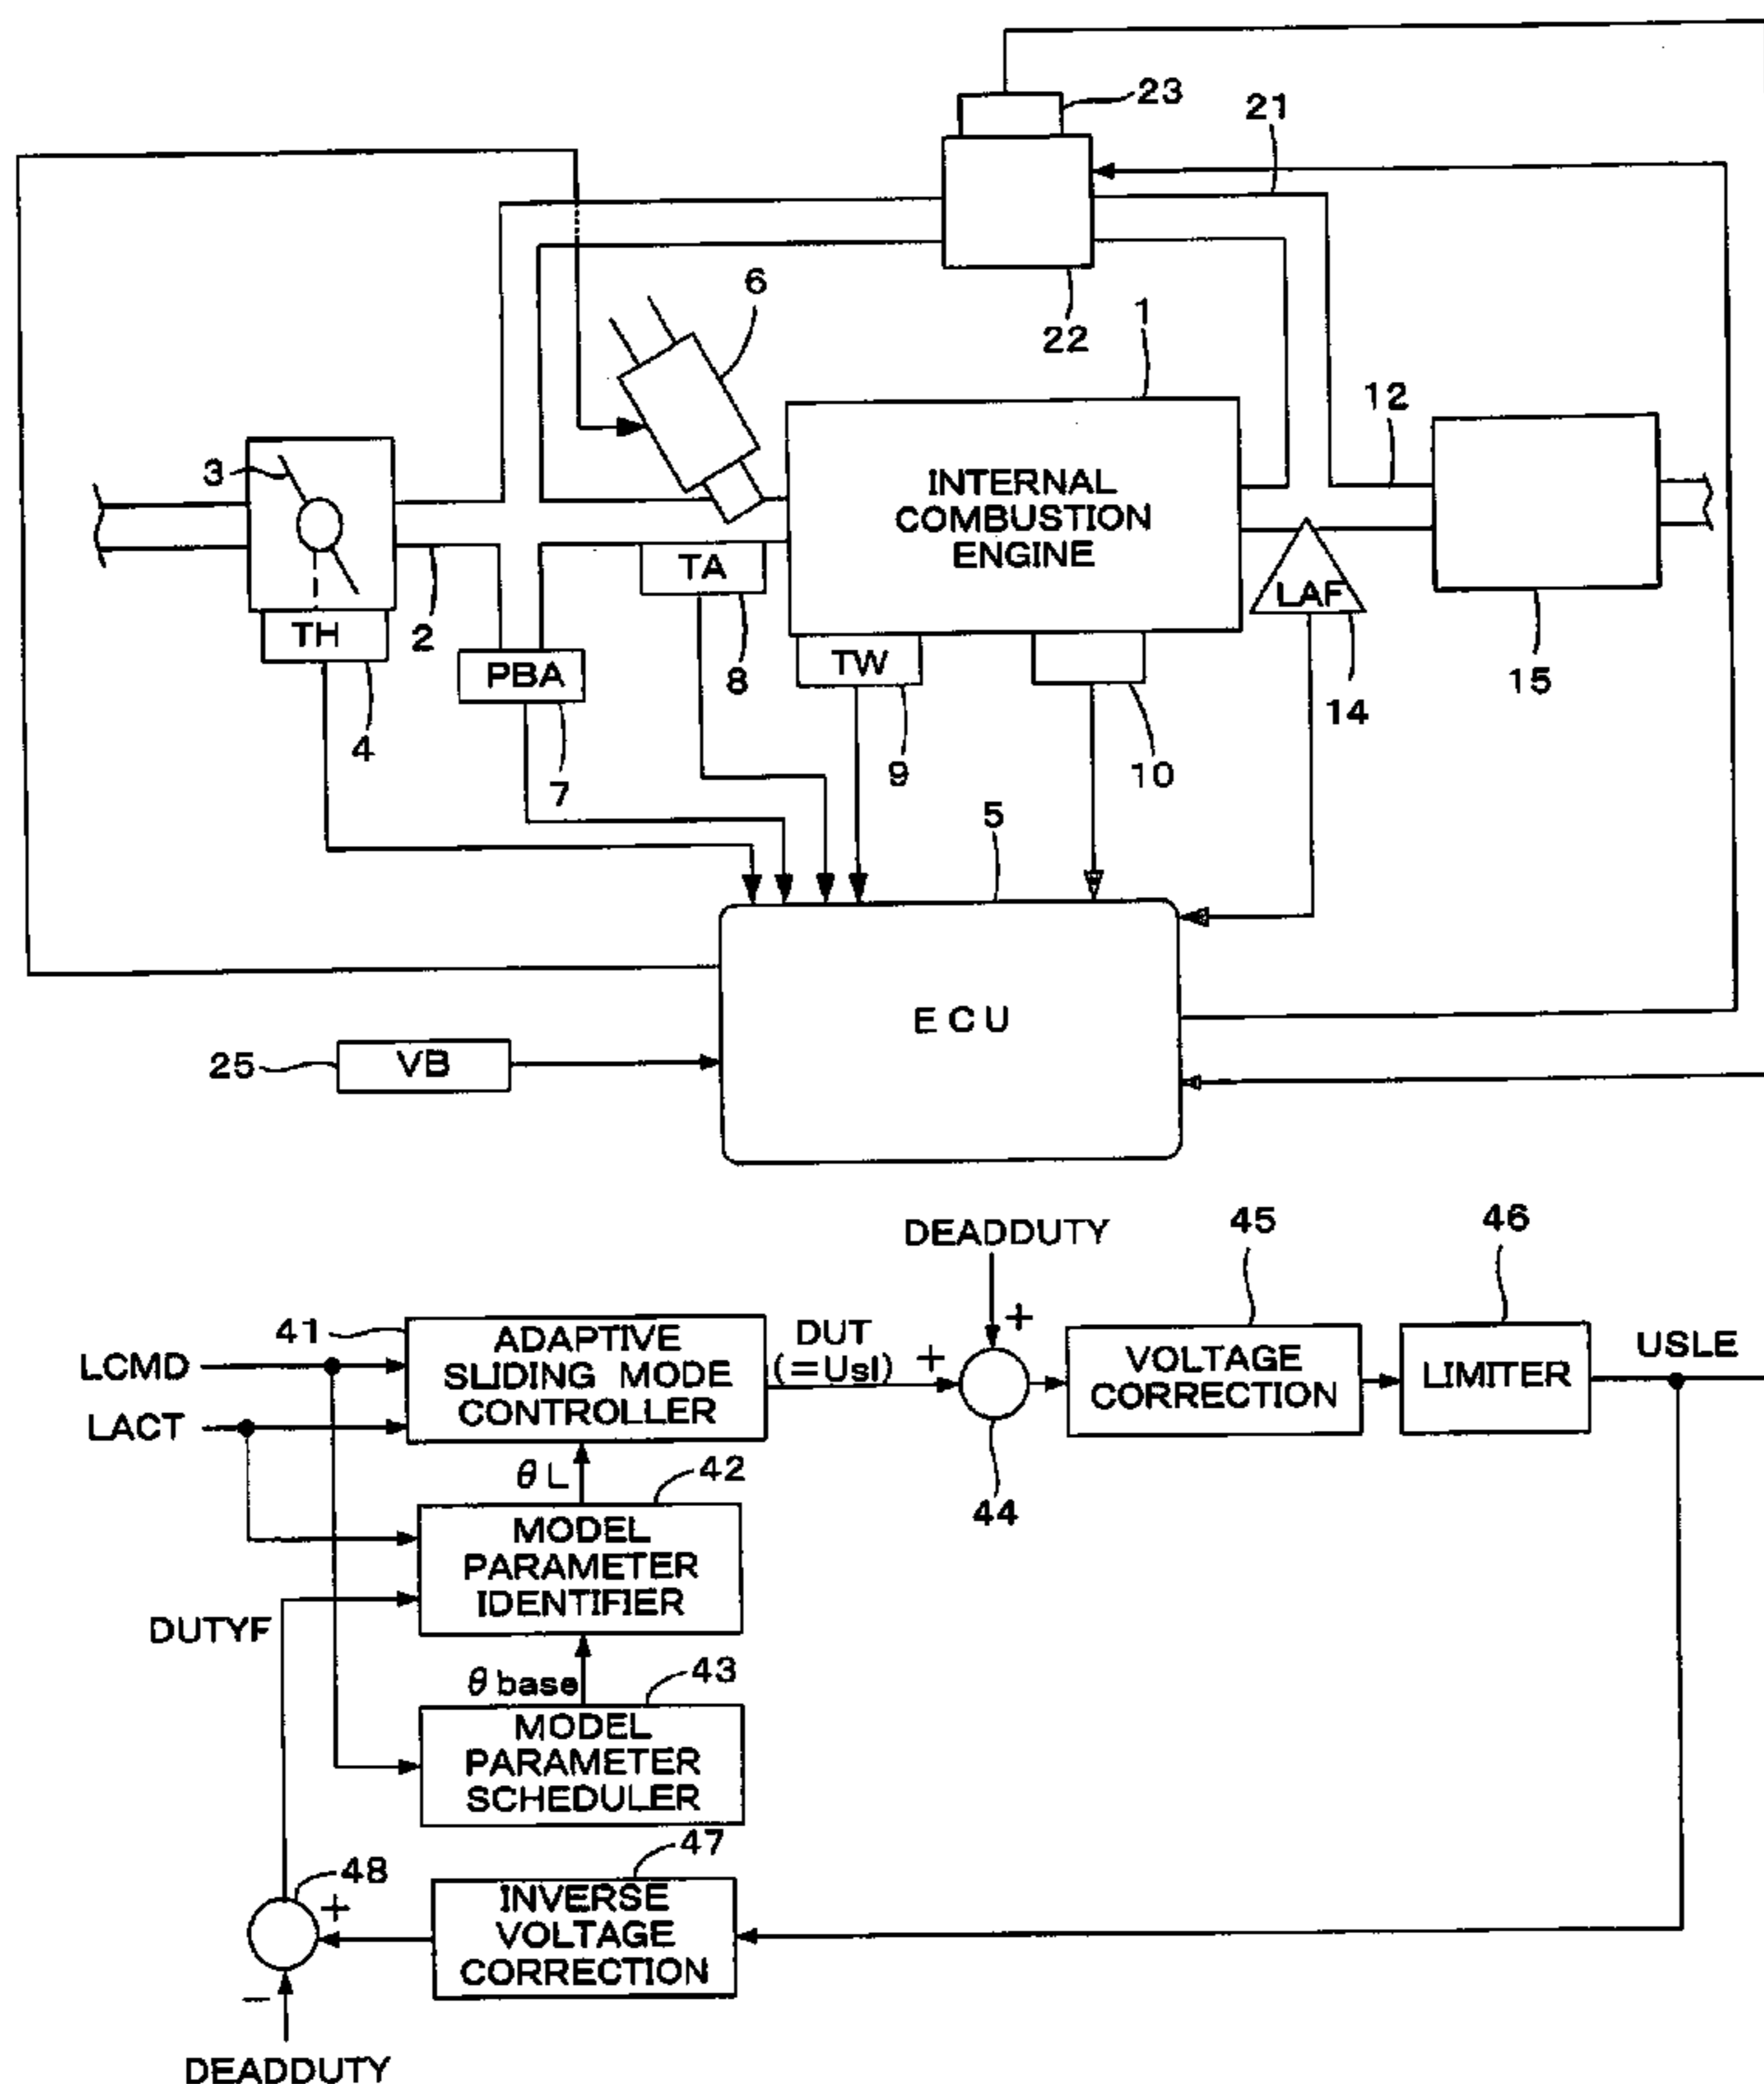 23
21
6
1
22
12
3
INTERNAL
COMBUSTION
ENGINE
TA
LAF
TH
2
8
PBA
TW
15
4
14
7
9
10
5
ECU
25
VB
DEADDUTY
45
46
41
ADAPTIVE
SLIDING MODE
CONTROLLER
DUT
(=Usl)
+
+
VOLTAGE
CORRECTION
LIMITER
USLE
LCMD
LACT
θL
42
44
MODEL
PARAMETER
IDENTIFIER
DUTYF
θbase
43
MODEL
PARAMETER
SCHEDULER
47
48
+
INVERSE
VOLTAGE
CORRECTION
−
DEADDUTY